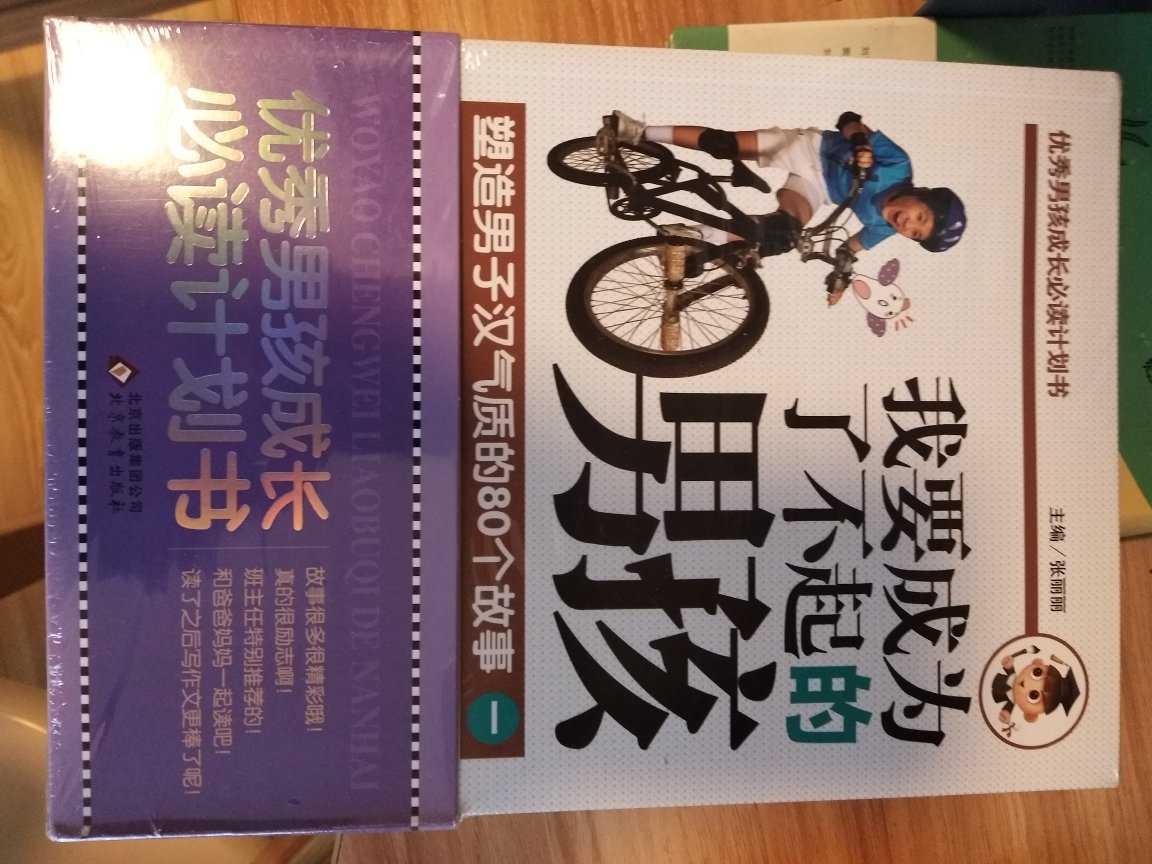 优秀男孩成长必读计划书
主编/张丽丽
我要成为
了不起的
男孩
塑造男子汉气质的80个故事 一
WOYAO CHENGWEI LIAOBUQI DE NANHAI
优秀男孩成长
必读计划书
故事很多很精彩哦！
真的很励志啊！
班主任特别推荐的！
和爸爸妈妈一起读吧！
读了之后写作文更棒了呢！
北京出版集团公司
北京教育出版社